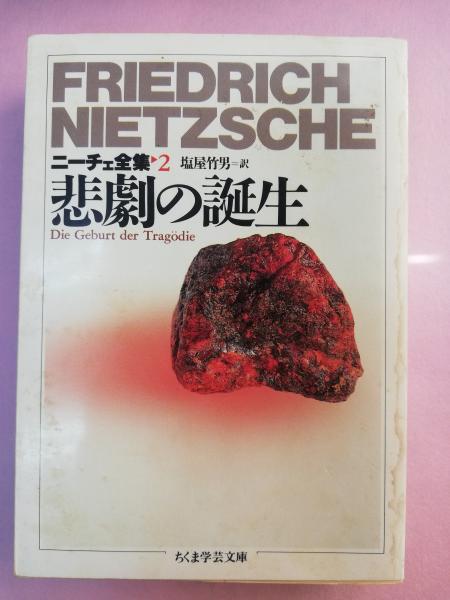 FRIEDRICH
NIETZSCHE
ニーチェ全集▶2 塩屋竹男＝訳
悲劇の誕生
Die Geburt der Tragödie
ちくま学芸文庫